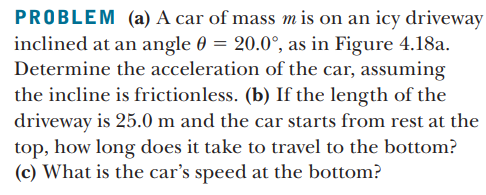 PROBLEM (a) A car of mass m is on an icy driveway
inclined at an angle θ = 20.0°, as in Figure 4.18a.
Determine the acceleration of the car, assuming
the incline is frictionless. (b) If the length of the
driveway is 25.0 m and the car starts from rest at the
top, how long does it take to travel to the bottom?
(c) What is the car's speed at the bottom?